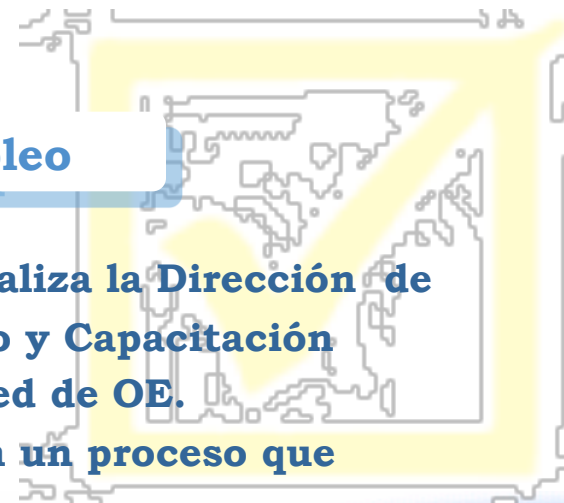 leo
aliza la Dirección de
o y Capacitación
ed de OE.
un proceso que